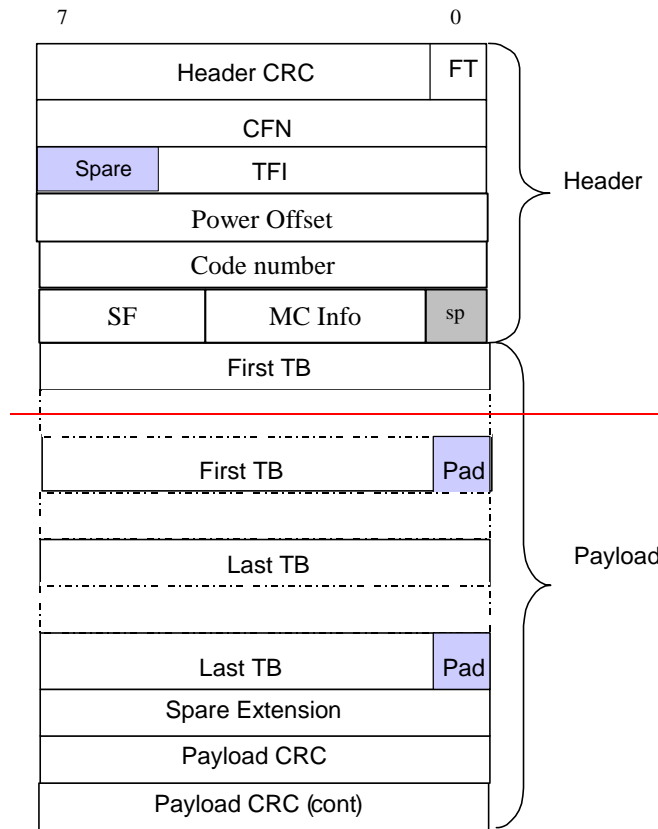 7 0
Header CRC FT
CFN
Spare TFI
Header
Power Offset
Code number
SF MC Info sp
First TB
First TB Pad
Last TB
Payload
Last TB Pad
Spare Extension
Payload CRC
Payload CRC (cont)